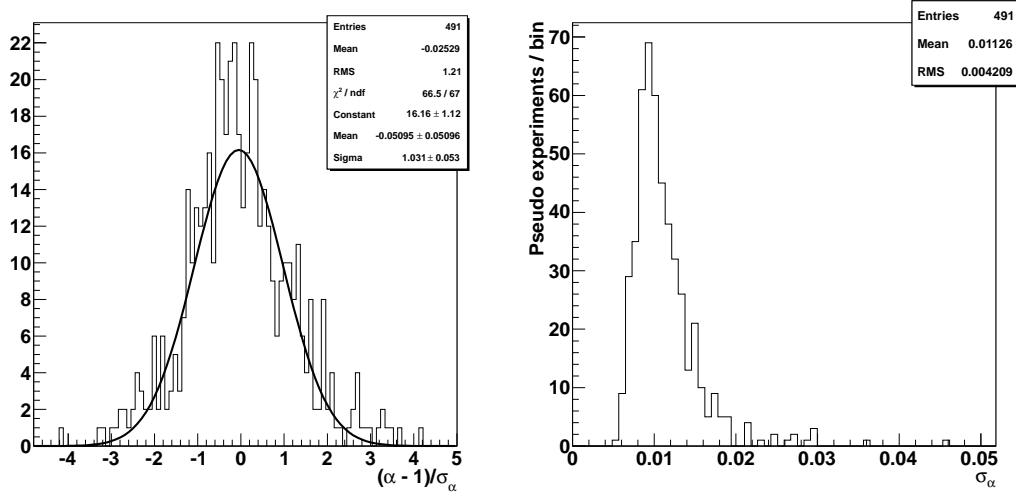 Entries 491
Mean -0.02529
RMS 1.21
χ² / ndf 66.5 / 67
Constant 16.16 ± 1.12
Mean -0.05095 ± 0.05096
Sigma 1.031 ± 0.053
22
20
18
16
14
12
10
8
6
4
2
0
-4 -3 -2 -1 0 1 2 3 4 5
(α - 1)/σα
Entries 491
Mean 0.01126
RMS 0.004209
Pseudo experiments / bin
70
60
50
40
30
20
10
0
0 0.01 0.02 0.03 0.04 0.05
σα